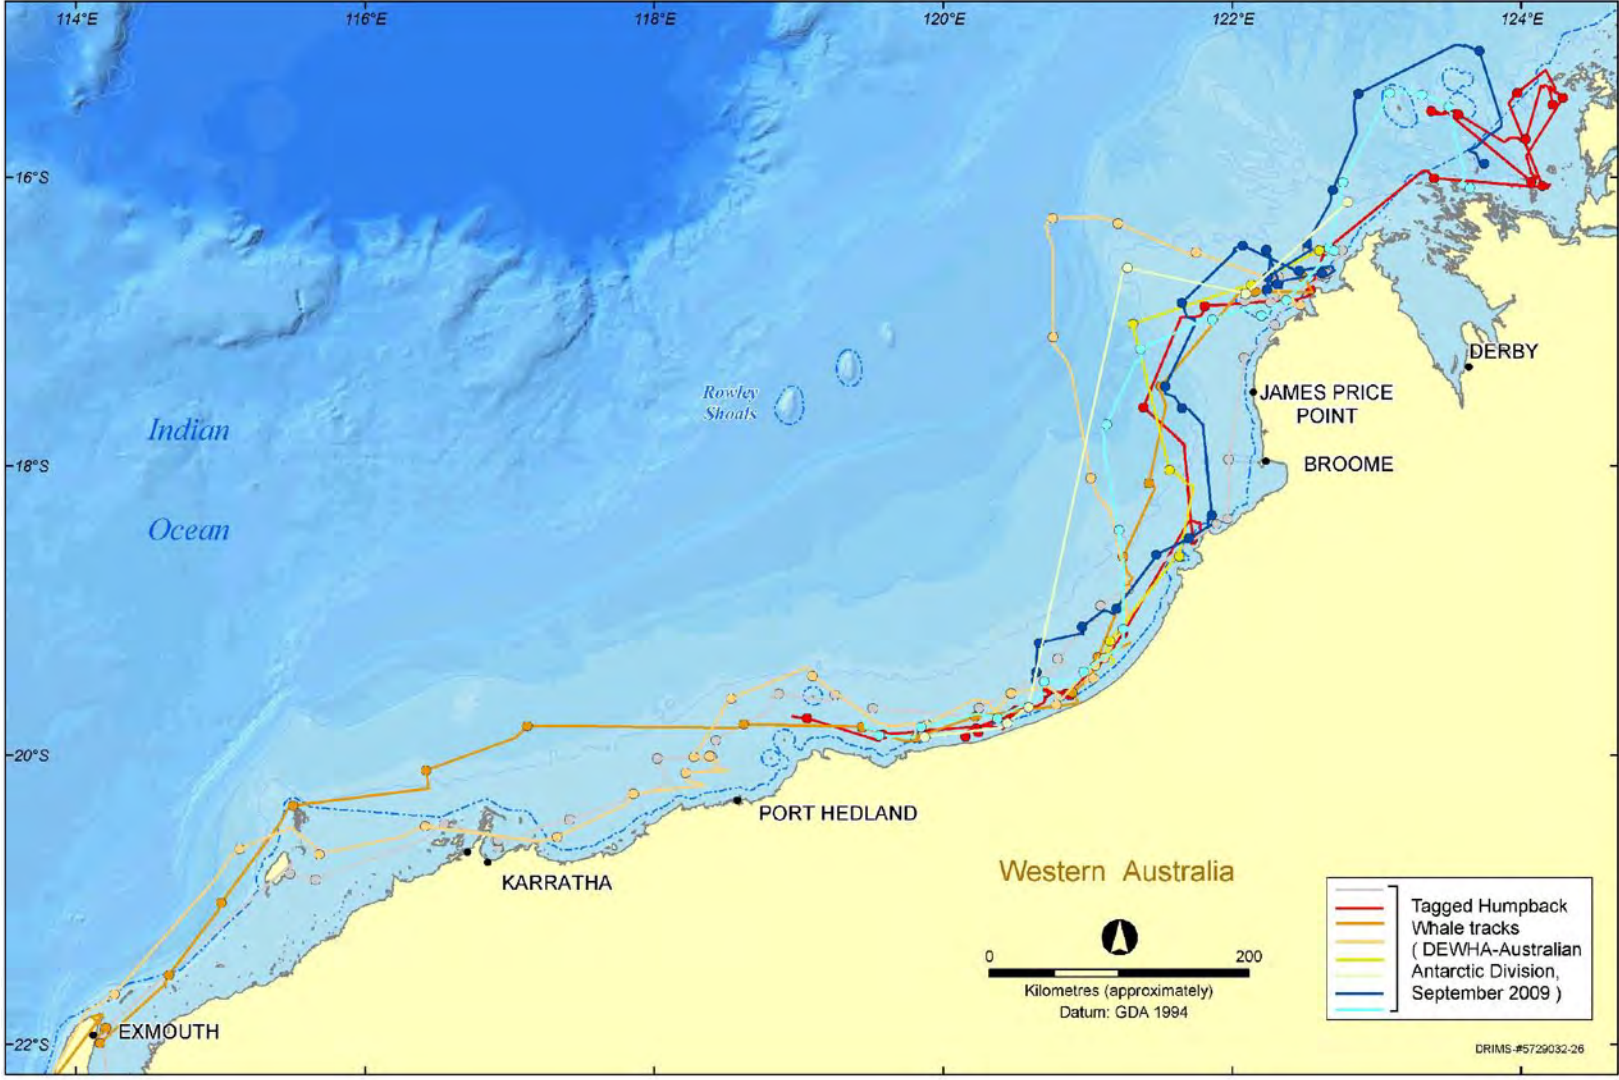 114°E
116°E
118°E
120°E
122°E
124°E
16°S
DERBY
Rowley
Shoals
JAMES PRICE
POINT
Indian
18°S
BROOME
Ocean
20°S
PORT HEDLAND
Western Australia
KARRATHA
Tagged Humpback
Whale tracks
( DEWHA-Australian
Antarctic Division,
September 2009 )
0 200
Kilometres (approximately)
Datum: GDA 1994
EXMOUTH
22°S
DRIMS-#5729032-26